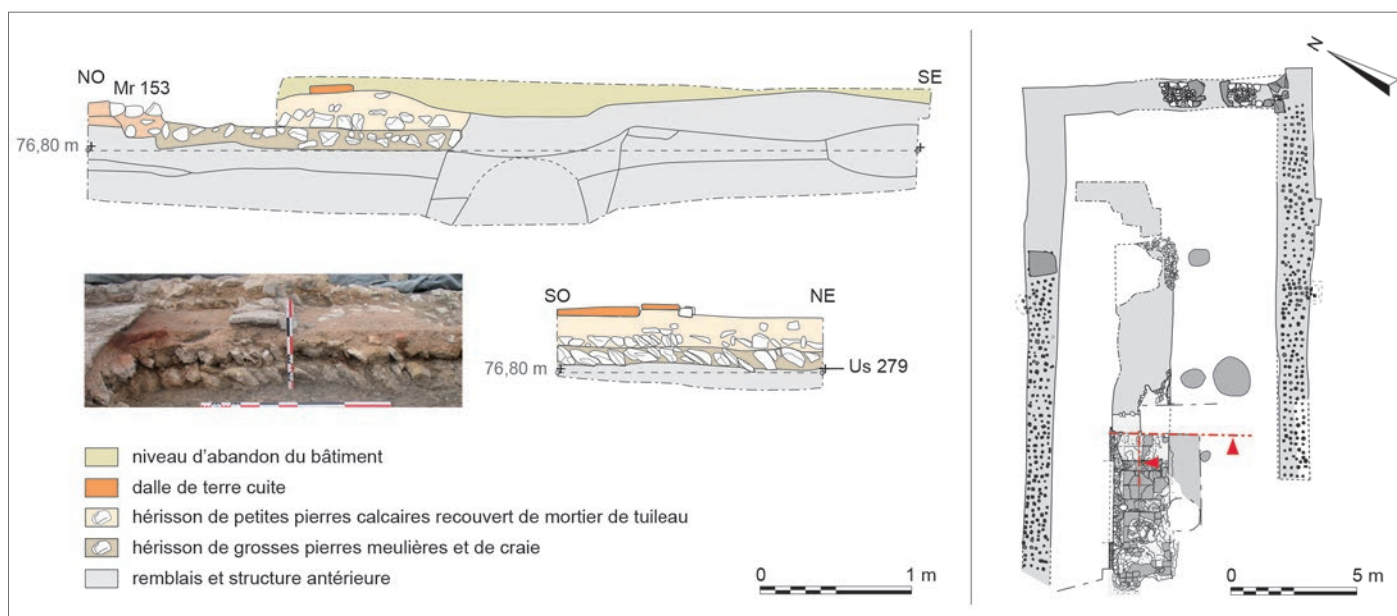 NO
Mr 153
SE
76,80 m
SO
NE
76,80 m
Us 279
niveau d'abandon du bâtiment
dalle de terre cuite
hérisson de petites pierres calcaires recouvert de mortier de tuileau
hérisson de grosses pierres meulières et de craie
remblais et structure antérieure
0 1 m
N
0 5 m